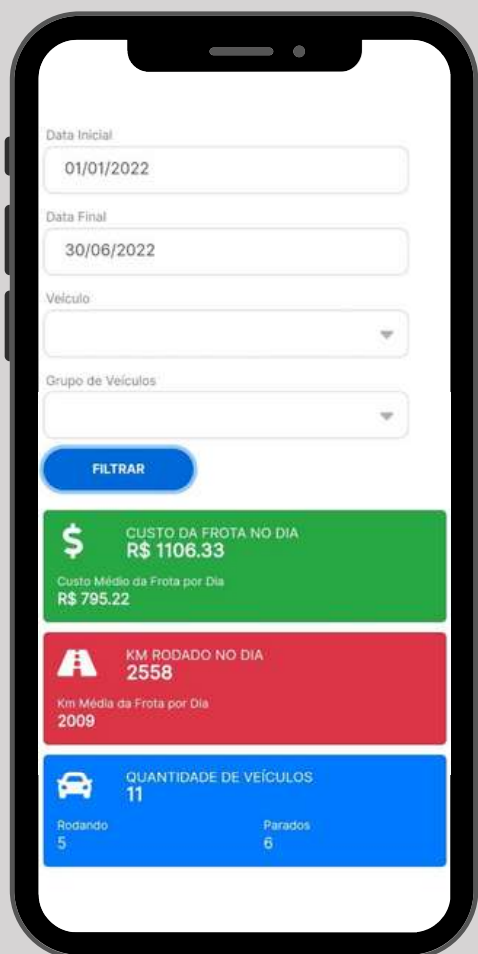 Data Inicial
01/01/2022
Data Final
30/06/2022
Veículo
Grupo de Veículos
FILTRAR
$ CUSTO DA FROTA NO DIA
R$ 1106.33
Custo Médio da Frota por Dia
R$ 795.22
KM RODADO NO DIA
2558
Km Média da Frota por Dia
2009
QUANTIDADE DE VEÍCULOS
11
Rodando Parados
5 6